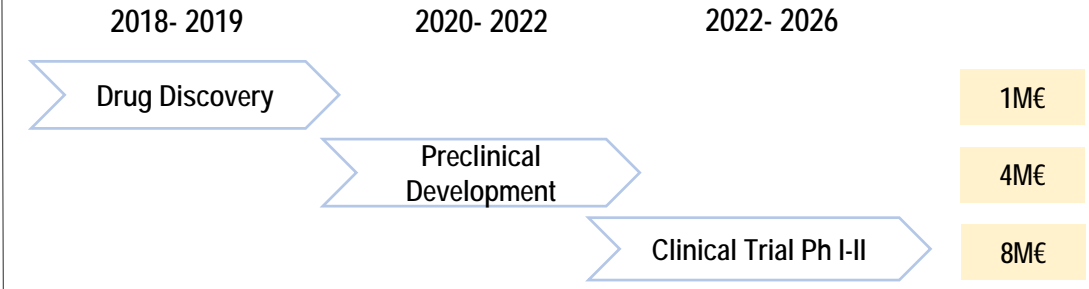 2018- 2019 2020- 2022 2022- 2026
Drug Discovery 1M€
Preclinical
Development 4M€
Clinical Trial Ph I-II 8M€